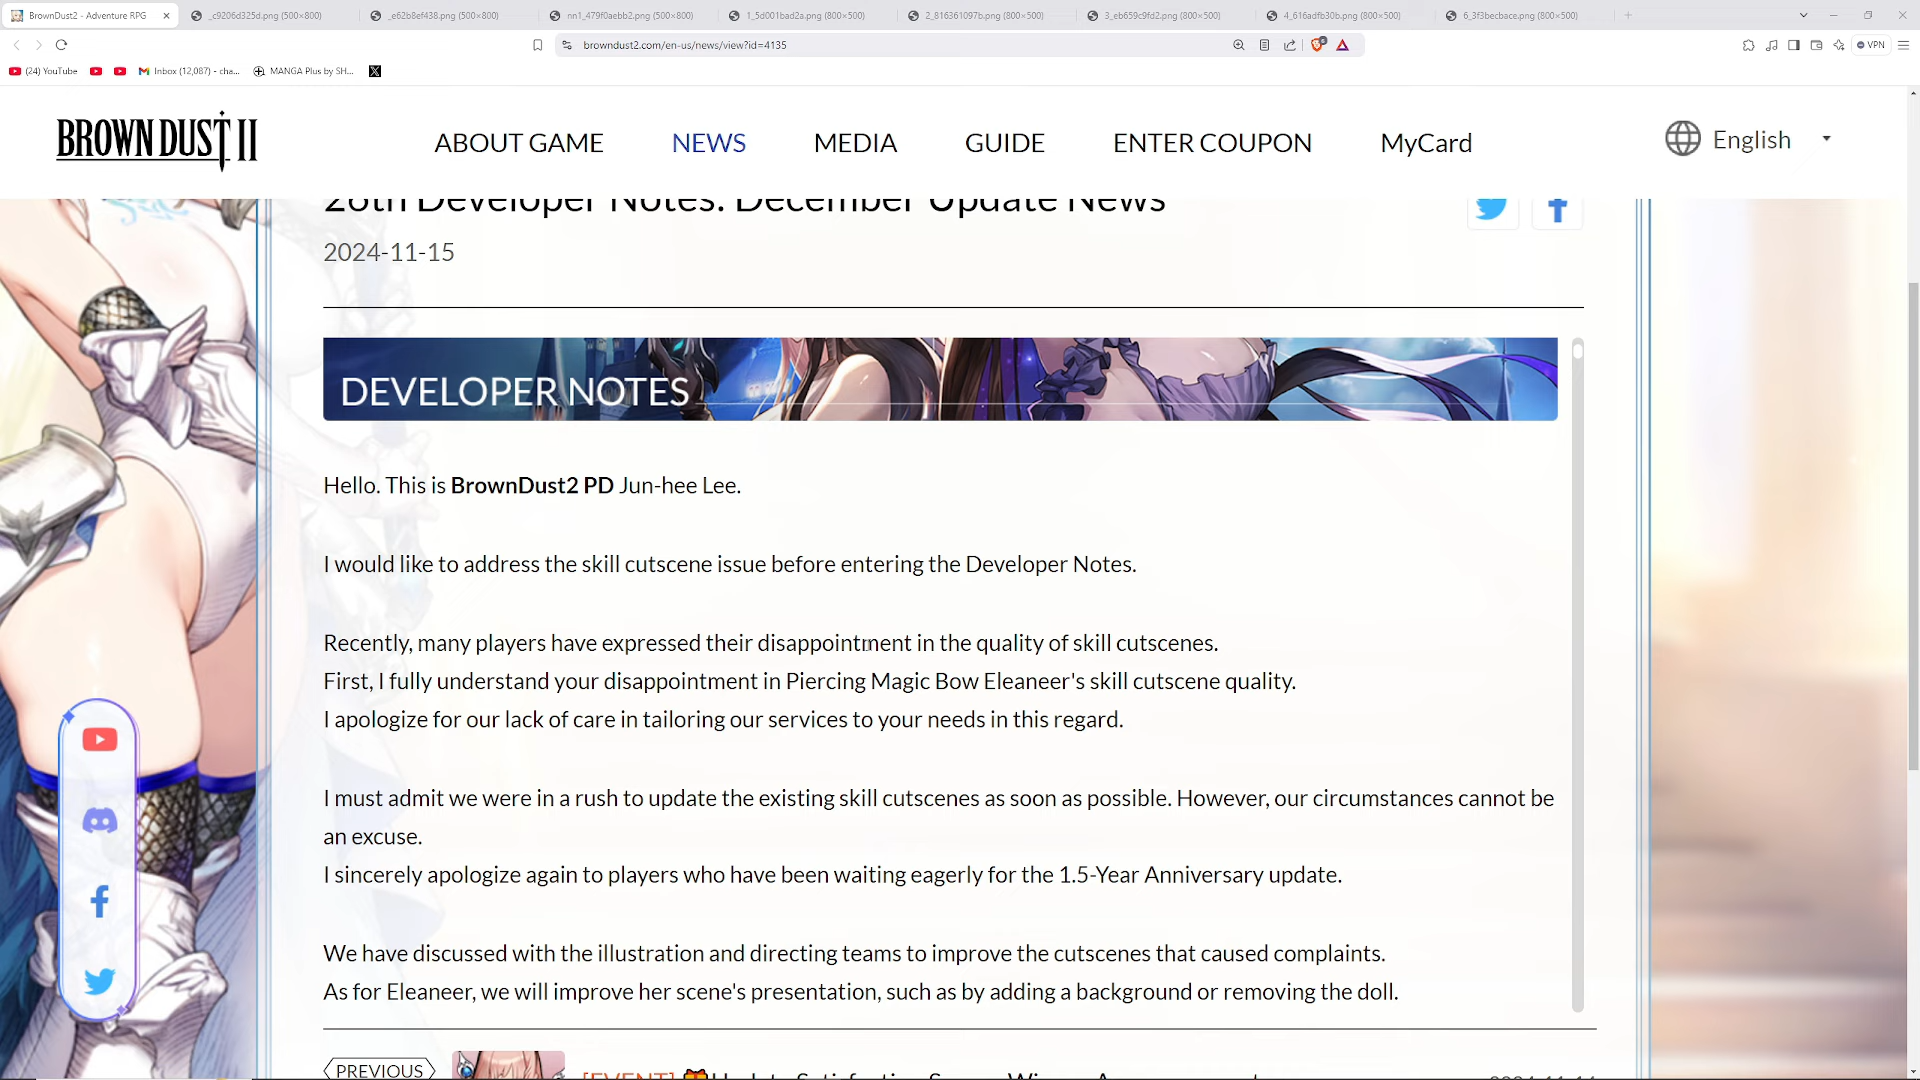 BrownDust2 - Adventure RPG
_c9206d325d.png (500×800)
_e62b8ef438.png (500×800)
nn1_479f0aebb2.png (500×800)
1_5d001bad2a.png (800×500)
2_816361097b.png (800×500)
3_eb659c9fd2.png (800×500)
4_616adfb30b.png (800×500)
6_3f3becbace.png (800×500)
browndust2.com/en-us/news/view?id=4135
VPN
(24) YouTube
Inbox (12,087) - cha...
MANGA Plus by SH...
BROWN DUST II
ABOUT GAME
NEWS
MEDIA
GUIDE
ENTER COUPON
MyCard
English
Developer Notes: December Update News
2024-11-15
DEVELOPER NOTES
Hello. This is BrownDust2 PD Jun-hee Lee.
I would like to address the skill cutscene issue before entering the Developer Notes.
Recently, many players have expressed their disappointment in the quality of skill cutscenes.
First, I fully understand your disappointment in Piercing Magic Bow Eleaneer's skill cutscene quality.
I apologize for our lack of care in tailoring our services to your needs in this regard.
I must admit we were in a rush to update the existing skill cutscenes as soon as possible. However, our circumstances cannot be
an excuse.
I sincerely apologize again to players who have been waiting eagerly for the 1.5-Year Anniversary update.
We have discussed with the illustration and directing teams to improve the cutscenes that caused complaints.
As for Eleaneer, we will improve her scene's presentation, such as by adding a background or removing the doll.
PREVIOUS
[EVENT]